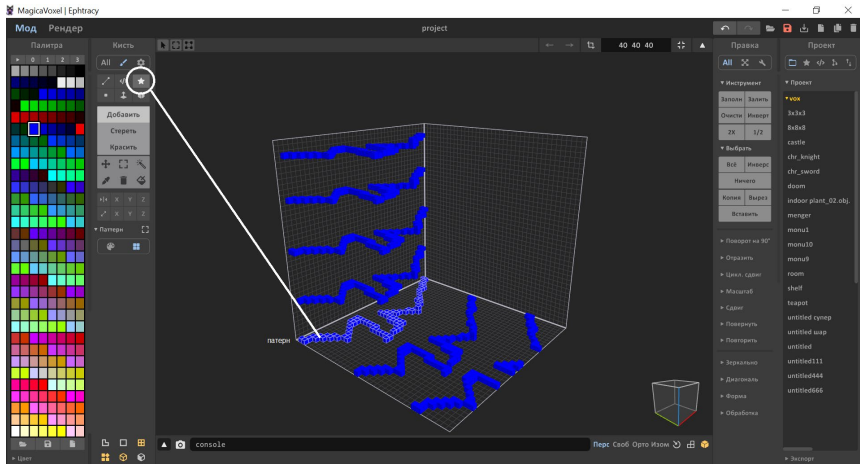 MagicaVoxel | Ephtracy
Мод Рендер
project
Палитра
Кисть
40 40 40
Правка
Проект
0 1 2 3
All
All
Инструмент
Проект
Заполн Залить
vox
Очисти Инверт
3x3x3
Добавить
2X 1/2
8x8x8
Стереть
Выбрать
castle
Красить
Всё Инверс
chr_knight
Ничего
chr_sword
Копие Вырез
doom
Вставить
indoor plant_02.obj.
X Y Z
menger
X Y Z
monu1
Паттерн
Поворот на 90°
monu10
Отразить
monu9
Цикл. сдвиг
room
Масштаб
shelf
Сдвиг
teapot
Повернуть
untitled супер
Повторить
untitled шар
патерн
untitled
Зеркально
untitled111
Диагональ
untitled444
Форма
untitled666
Обработка
console
Перс Своб Орто Изом
Цвет
Экспорт